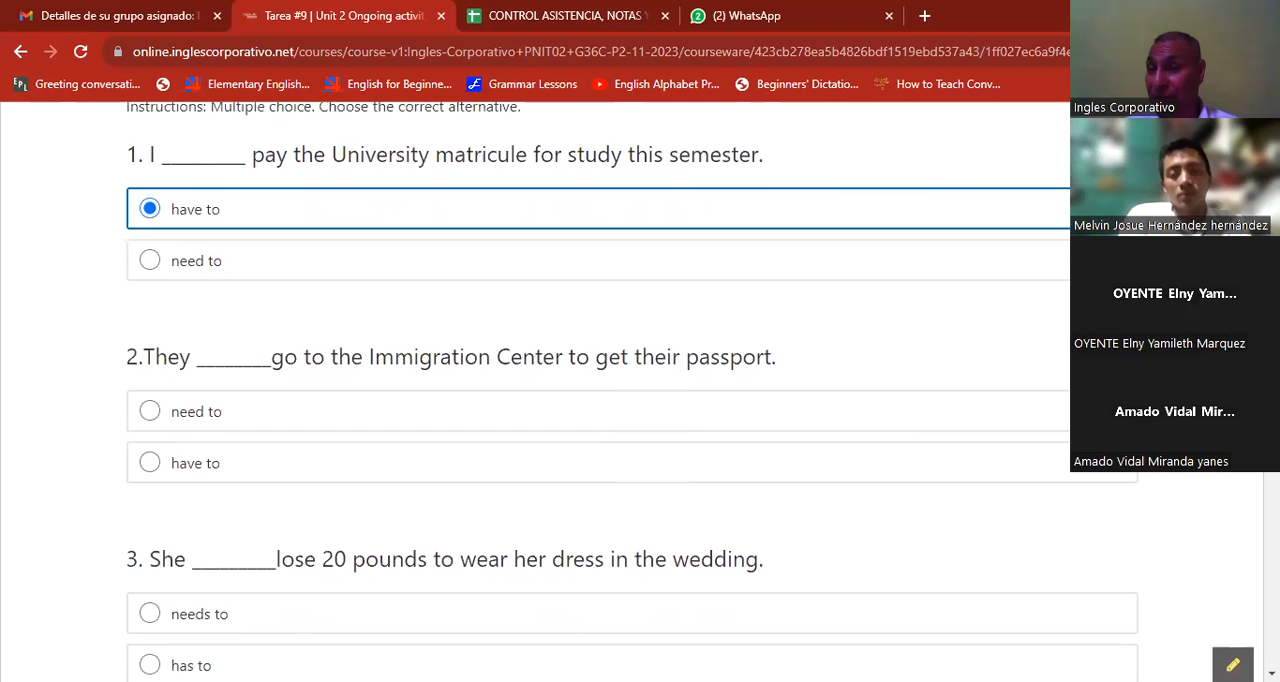 Detalles de su grupo asignado:
Tarea #9 | Unit 2 Ongoing activit
CONTROL ASISTENCIA, NOTAS
(2) WhatsApp
online.inglescorporativo.net/courses/course-v1:Ingles-Corporativo+PNIT02+G36C-P2-11-2023/courseware/423cb278ea5b4826bdf1519ebd537a43/1ff027ec6a9f4e
Greeting conversati...
Elementary English...
English for Beginne...
Grammar Lessons
English Alphabet Pr...
Beginners' Dictatio...
How to Teach Conv...
Instructions: Multiple choice. Choose the correct alternative.
1. I ________ pay the University matricule for study this semester.
have to
need to
2.They _______go to the Immigration Center to get their passport.
need to
have to
3. She ________lose 20 pounds to wear her dress in the wedding.
needs to
has to
Ingles Corporativo
Melvin Josue Hernández hernández
OYENTE Elny Yam...
OYENTE Elny Yamileth Marquez
Amado Vidal Mir...
Amado Vidal Miranda yanes